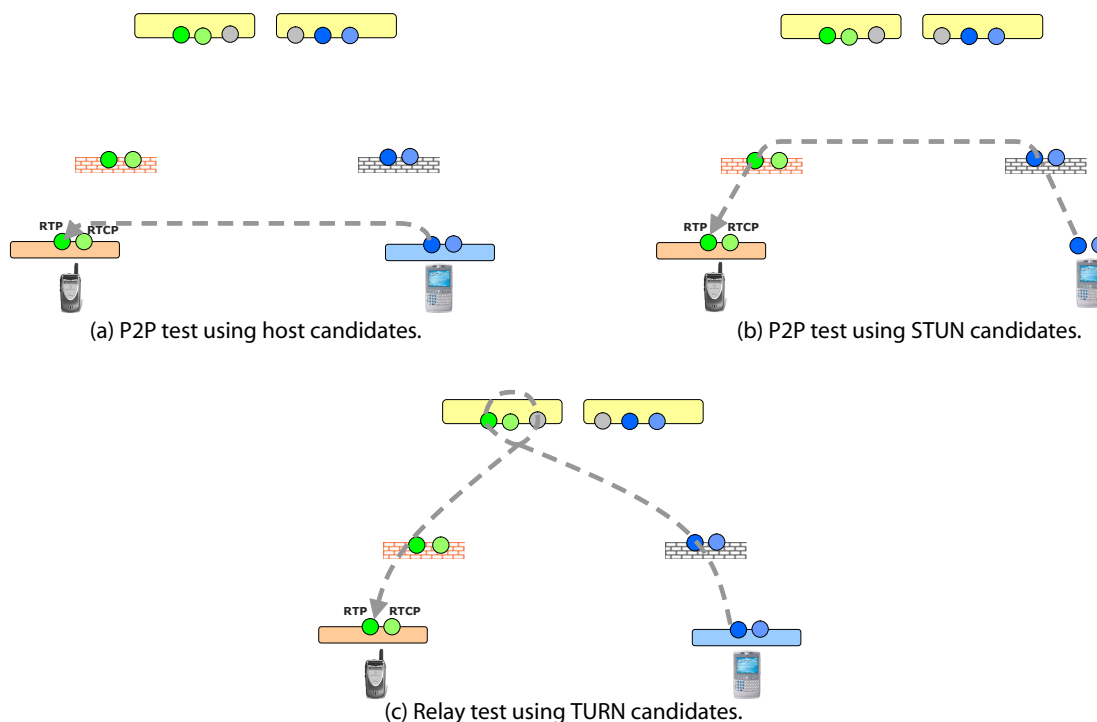 RTP RTCP
RTP RTCP
(a) P2P test using host candidates.
(b) P2P test using STUN candidates.
RTP RTCP
(c) Relay test using TURN candidates.